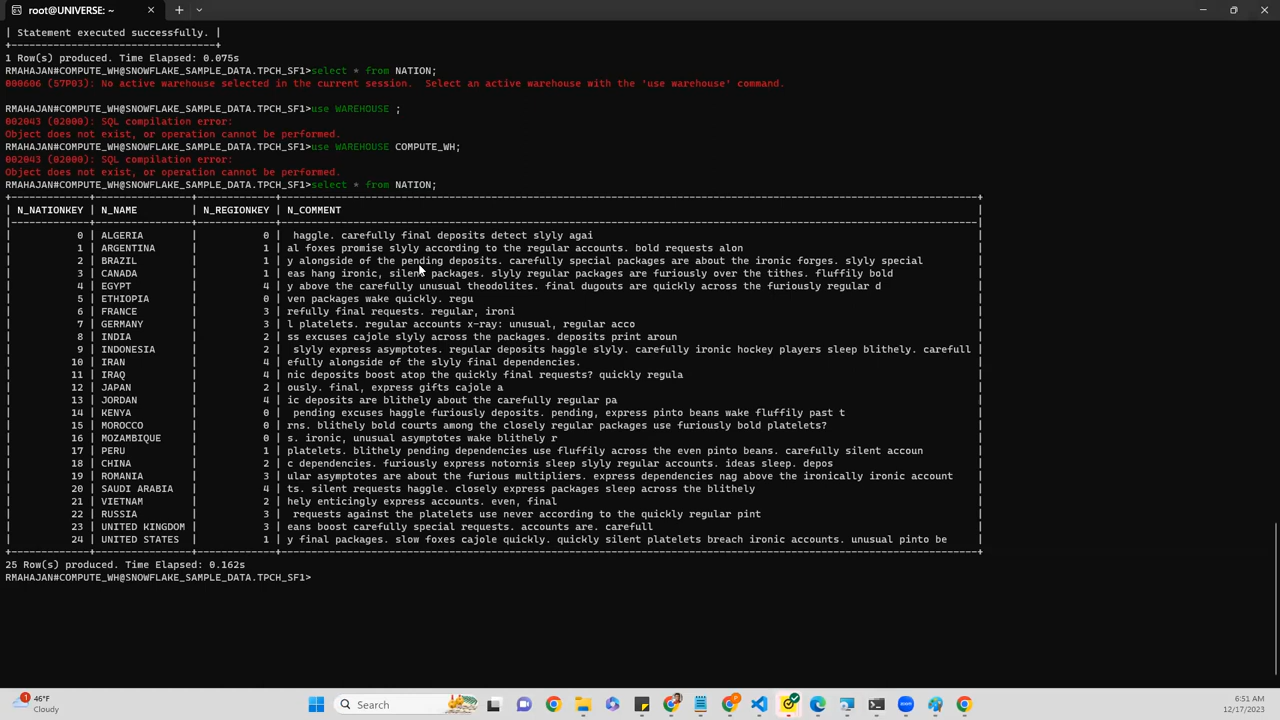 root@UNIVERSE: ~
| Statement executed successfully. |
+----------------------------------+
1 Row(s) produced. Time Elapsed: 0.075s
RMAHAJAN#COMPUTE_WH@SNOWFLAKE_SAMPLE_DATA.TPCH_SF1>select * from NATION;
000606 (57P03): No active warehouse selected in the current session.  Select an active warehouse with the 'use warehouse' command.
RMAHAJAN#COMPUTE_WH@SNOWFLAKE_SAMPLE_DATA.TPCH_SF1>use WAREHOUSE ;
002043 (02000): SQL compilation error:
Object does not exist, or operation cannot be performed.
RMAHAJAN#COMPUTE_WH@SNOWFLAKE_SAMPLE_DATA.TPCH_SF1>use WAREHOUSE COMPUTE_WH;
002043 (02000): SQL compilation error:
Object does not exist, or operation cannot be performed.
RMAHAJAN#COMPUTE_WH@SNOWFLAKE_SAMPLE_DATA.TPCH_SF1>select * from NATION;
| N_NATIONKEY | N_NAME | N_REGIONKEY | N_COMMENT |
| 0 | ALGERIA | 0 | haggle. carefully final deposits detect slyly agai |
| 1 | ARGENTINA | 1 | al foxes promise slyly according to the regular accounts. bold requests alon |
| 2 | BRAZIL | 1 | y alongside of the pending deposits. carefully special packages are about the ironic forges. slyly special |
| 3 | CANADA | 1 | eas hang ironic, silent packages. slyly regular packages are furiously over the tithes. fluffily bold |
| 4 | EGYPT | 4 | y above the carefully unusual theodolites. final dugouts are quickly across the furiously regular d |
| 5 | ETHIOPIA | 0 | ven packages wake quickly. regu |
| 6 | FRANCE | 3 | refully final requests. regular, ironi |
| 7 | GERMANY | 3 | l platelets. regular accounts x-ray: unusual, regular acco |
| 8 | INDIA | 2 | ss excuses cajole slyly across the packages. deposits print aroun |
| 9 | INDONESIA | 2 | slyly express asymptotes. regular deposits haggle slyly. carefully ironic hockey players sleep blithely. carefull |
| 10 | IRAN | 4 | efully alongside of the slyly final dependencies. |
| 11 | IRAQ | 4 | nic deposits boost atop the quickly final requests? quickly regula |
| 12 | JAPAN | 2 | ously. final, express gifts cajole a |
| 13 | JORDAN | 4 | ic deposits are blithely about the carefully regular pa |
| 14 | KENYA | 0 | pending excuses haggle furiously deposits. pending, express pinto beans wake fluffily past t |
| 15 | MOROCCO | 0 | rns. blithely bold courts among the closely regular packages use furiously bold platelets? |
| 16 | MOZAMBIQUE | 0 | s. ironic, unusual asymptotes wake blithely r |
| 17 | PERU | 1 | platelets. blithely pending dependencies use fluffily across the even pinto beans. carefully silent accoun |
| 18 | CHINA | 2 | c dependencies. furiously express notornis sleep slyly regular accounts. ideas sleep. depos |
| 19 | ROMANIA | 3 | ular asymptotes are about the furious multipliers. express dependencies nag above the ironically ironic account |
| 20 | SAUDI ARABIA | 4 | ts. silent requests haggle. closely express packages sleep across the blithely |
| 21 | VIETNAM | 2 | hely enticingly express accounts. even, final |
| 22 | RUSSIA | 3 | requests against the platelets use never according to the quickly regular pint |
| 23 | UNITED KINGDOM | 3 | eans boost carefully special requests. accounts are. carefull |
| 24 | UNITED STATES | 1 | y final packages. slow foxes cajole quickly. quickly silent platelets breach ironic accounts. unusual pinto be |
25 Row(s) produced. Time Elapsed: 0.162s
RMAHAJAN#COMPUTE_WH@SNOWFLAKE_SAMPLE_DATA.TPCH_SF1>
1
46°F
Cloudy
Search
6:51 AM
12/17/2023